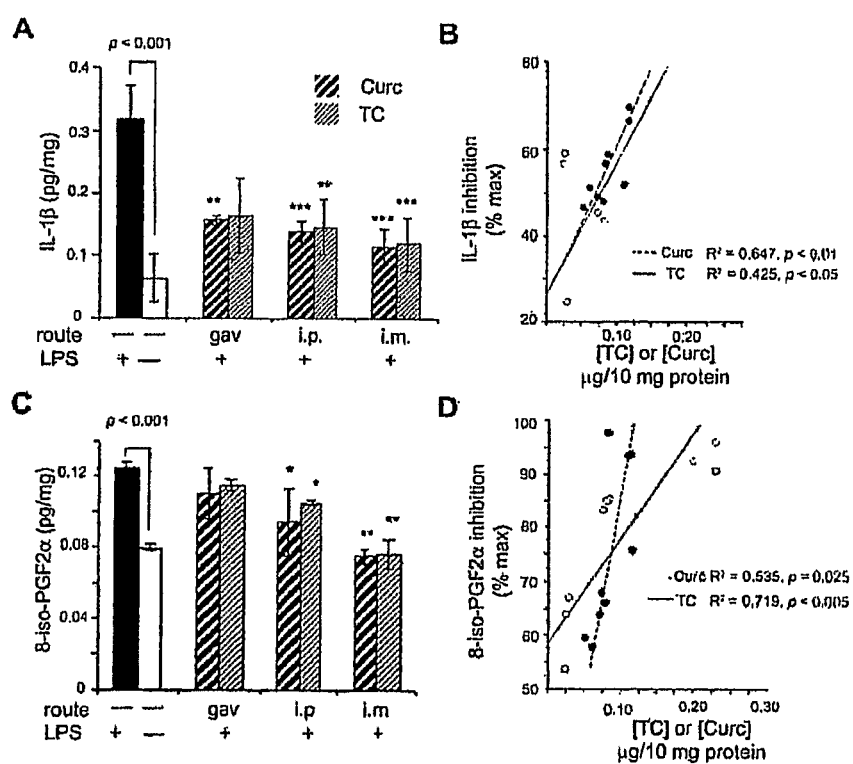 A
p < 0.001
0.4
0.3
0.2
0.1
0
IL-1β (pg/mg)
Curc
TC
**
***
**
***
***
route — — gav i.p. i.m.
LPS + — + + +
B
80
60
40
20
IL-1β inhibition
(% max)
Curc R² = 0.647, p < 0.01
TC R² = 0.425, p < 0.05
0.10 0.20
[TC] or [Curc]
μg/10 mg protein
C
p < 0.001
0.12
0.08
0.04
0
8-iso-PGF2α (pg/mg)
*
*
**
**
route — — gav i.p i.m
LPS + — + + +
D
100
90
80
70
60
50
8-iso-PGF2α inhibition
(% max)
R² = 0.535, p = 0.025
TC R² = 0.719, p < 0.005
0.10 0.20 0.30
[TC] or [Curc]
μg/10 mg protein